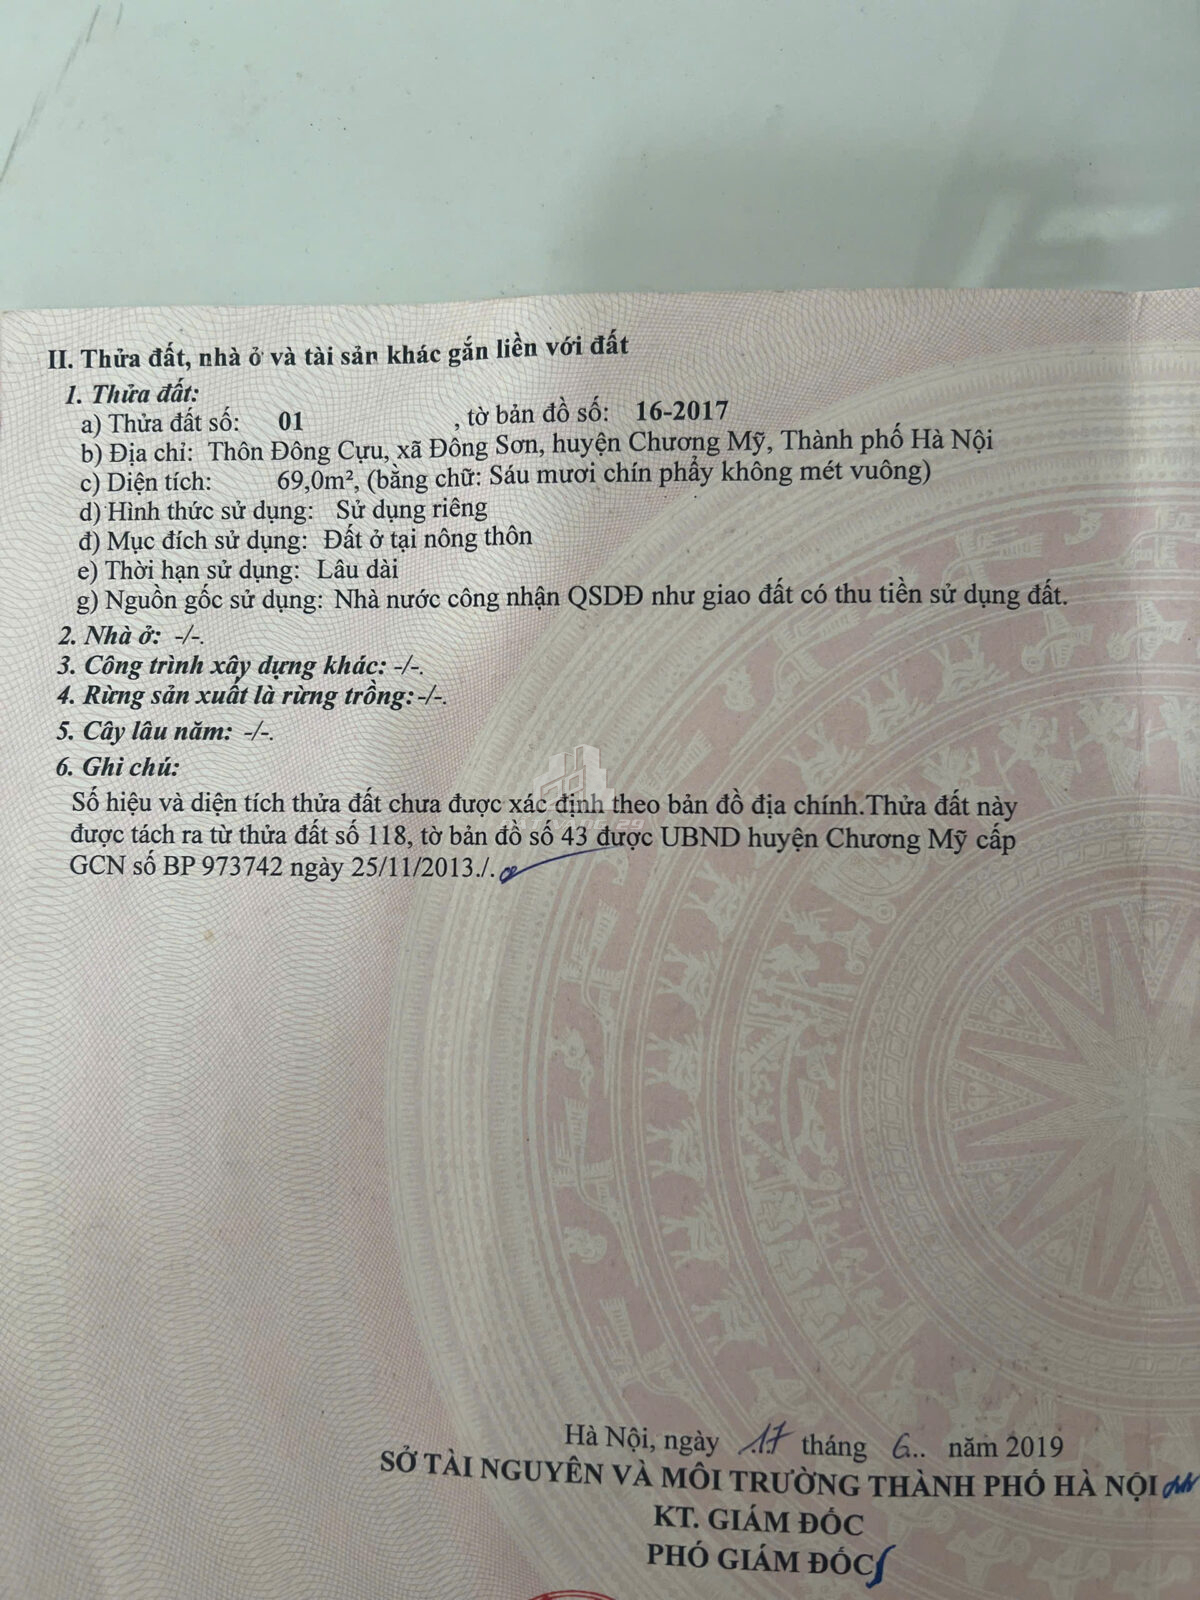 II. Thửa đất, nhà ở và tài sản khác gắn liền với đất
1. Thửa đất:
a) Thửa đất số: 01 , tờ bản đồ số: 16-2017
b) Địa chỉ: Thôn Đông Cựu, xã Đông Sơn, huyện Chương Mỹ, Thành phố Hà Nội
c) Diện tích: 69,0m², (bằng chữ: Sáu mươi chín phẩy không mét vuông)
d) Hình thức sử dụng: Sử dụng riêng
đ) Mục đích sử dụng: Đất ở tại nông thôn
e) Thời hạn sử dụng: Lâu dài
g) Nguồn gốc sử dụng: Nhà nước công nhận QSDĐ như giao đất có thu tiền sử dụng đất.
2. Nhà ở: -/-.
3. Công trình xây dựng khác: -/-.
4. Rừng sản xuất là rừng trồng: -/-.
5. Cây lâu năm: -/-.
6. Ghi chú:
Số hiệu và diện tích thửa đất chưa được xác định theo bản đồ địa chính.Thửa đất này
được tách ra từ thửa đất số 118, tờ bản đồ số 43 được UBND huyện Chương Mỹ cấp
GCN số BP 973742 ngày 25/11/2013./.
Hà Nội, ngày 17 tháng 6.. năm 2019
SỞ TÀI NGUYÊN VÀ MÔI TRƯỜNG THÀNH PHỐ HÀ NỘI
KT. GIÁM ĐỐC
PHÓ GIÁM ĐỐC